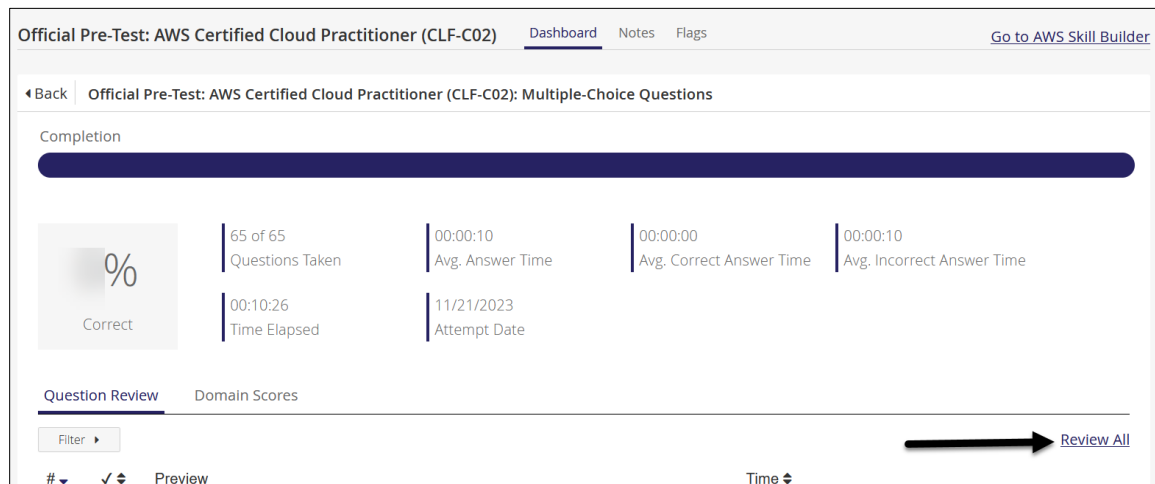 Official Pre-Test: AWS Certified Cloud Practitioner (CLF-C02) Dashboard Notes Flags Go to AWS Skill Builder
Back Official Pre-Test: AWS Certified Cloud Practitioner (CLF-C02): Multiple-Choice Questions
Completion
%
Correct
65 of 65
Questions Taken
00:00:10
Avg. Answer Time
00:00:00
Avg. Correct Answer Time
00:00:10
Avg. Incorrect Answer Time
00:10:26
Time Elapsed
11/21/2023
Attempt Date
Question Review Domain Scores
Filter Review All
# ✓ Preview Time